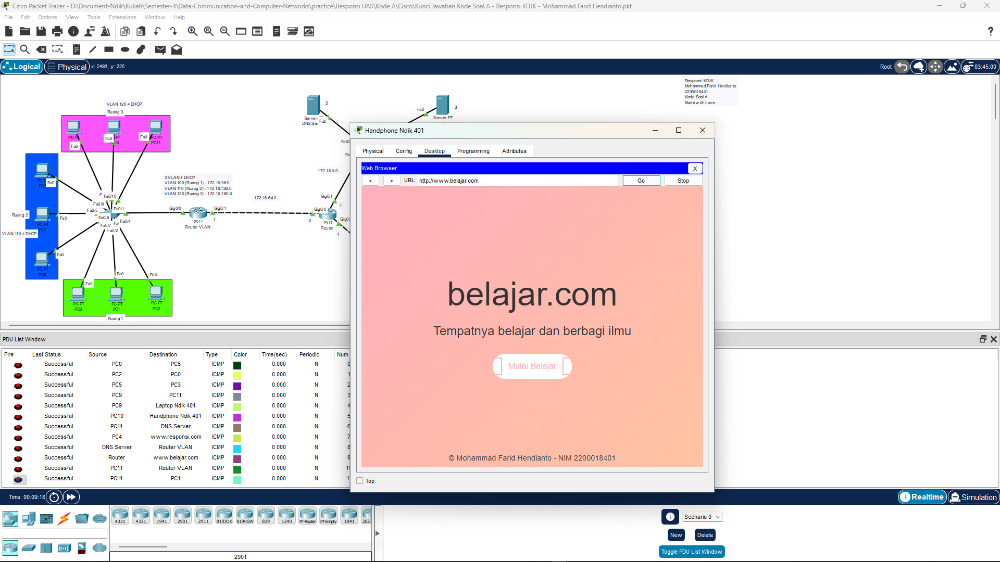 Cisco Packet Tracer - D:\Document-Ndik\Kuliah\Semester-4\Data-Communication-and-Computer-Networks\practice\Responsi UAS\Kode A\Cisco\Kunci Jawaban Kode Soal A - Responsi KDJK - Mohammad Farid Hendianto.pkt
File Edit Options View Tools Extensions Window Help
?
Logical Physical x: 2493, y: 225 Root 03:45:00
Responsi KDJK
Mohammad Farid Hendianto
2200018401
Kode Soal A
Made with Love
VLAN 120 + DHCP
Ruang 3
PC-PT
PC11
Fa0
Fa0
Fa0
Ruang 2
VLAN 110 + DHCP
Fa0
PC-PT
PC4
Fa0
PC-PT
PC5
Fa0
Fa0/10
Fa0/8
Fa0/1
Fa0/5
Fa0/6
Fa0/4
Fa0/7
Fa0/2
3 VLAN + DHCP
VLAN 100 (Ruang 1) : 172.16.96.0
VLAN 110 (Ruang 2) : 172.16.128.0
VLAN 120 (Ruang 3) : 172.16.160.0
Gig0/0
Gig0/1
1
2911
Router VLAN
172.16.64.0
172.16.0.0
Gig0/1
1
Gig0/0
2
2911
Router
1
2
Server-
DNS Ser
Fa0
Fa0
3
Server-PT
Fa0
Fa0
Fa0
PC-PT
PC0
PC-PT
PC1
PC-PT
PC2
Ruang 1
Handphone Ndik 401
Physical Config Desktop Programming Attributes
Web Browser X
< > URL http://www.belajar.com Go Stop
belajar.com
Tempatnya belajar dan berbagi ilmu
Mulai Belajar
© Mohammad Farid Hendianto - NIM 2200018401
Top
PDU List Window
Fire Last Status Source Destination Type Color Time(sec) Periodic Num
Successful PC0 PC5 ICMP 0.000 N 0
Successful PC2 PC0 ICMP 0.000 N 1
Successful PC5 PC3 ICMP 0.000 N 2
Successful PC9 PC11 ICMP 0.000 N 3
Successful PC9 Laptop Ndik 401 ICMP 0.000 N 4
Successful PC10 Handphone Ndik 401 ICMP 0.000 N 5
Successful PC11 DNS Server ICMP 0.000 N 6
Successful PC4 www.responsi.com ICMP 0.000 N 7
Successful DNS Server Router VLAN ICMP 0.000 N 8
Successful Router www.belajar.com ICMP 0.000 N 9
Successful PC11 Router VLAN ICMP 0.000 N 10
Successful PC11 PC1 ICMP 0.000 N 11
Time: 00:09:18 Realtime Simulation
4331 4321 1941 2901 2911 819IOX 819HGW 829 1240 PT-Router PT-Empty 1841 2620
2901
Scenario 0
New Delete
Toggle PDU List Window